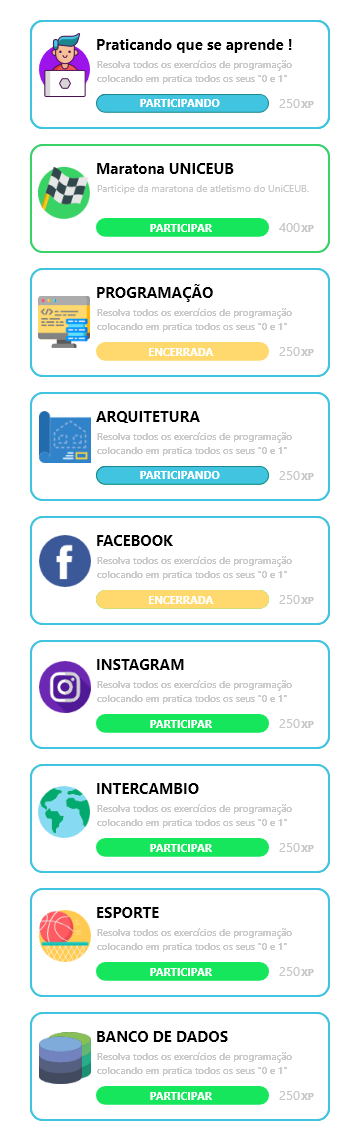 Praticando que se aprende !
Resolva todos os exercícios de programação
colocando em pratica todos os seus "0 e 1"
PARTICIPANDO 250XP
Maratona UNICEUB
Participe da maratona de atletismo do UniCEUB.
PARTICIPAR 400XP
PROGRAMAÇÃO
Resolva todos os exercícios de programação
colocando em pratica todos os seus "0 e 1"
ENCERRADA 250XP
ARQUITETURA
Resolva todos os exercícios de programação
colocando em pratica todos os seus "0 e 1"
PARTICIPANDO 250XP
FACEBOOK
Resolva todos os exercícios de programação
colocando em pratica todos os seus "0 e 1"
ENCERRADA 250XP
INSTAGRAM
Resolva todos os exercícios de programação
colocando em pratica todos os seus "0 e 1"
PARTICIPAR 250XP
INTERCAMBIO
Resolva todos os exercícios de programação
colocando em pratica todos os seus "0 e 1"
PARTICIPAR 250XP
ESPORTE
Resolva todos os exercícios de programação
colocando em pratica todos os seus "0 e 1"
PARTICIPAR 250XP
BANCO DE DADOS
Resolva todos os exercícios de programação
colocando em pratica todos os seus "0 e 1"
PARTICIPAR 250XP